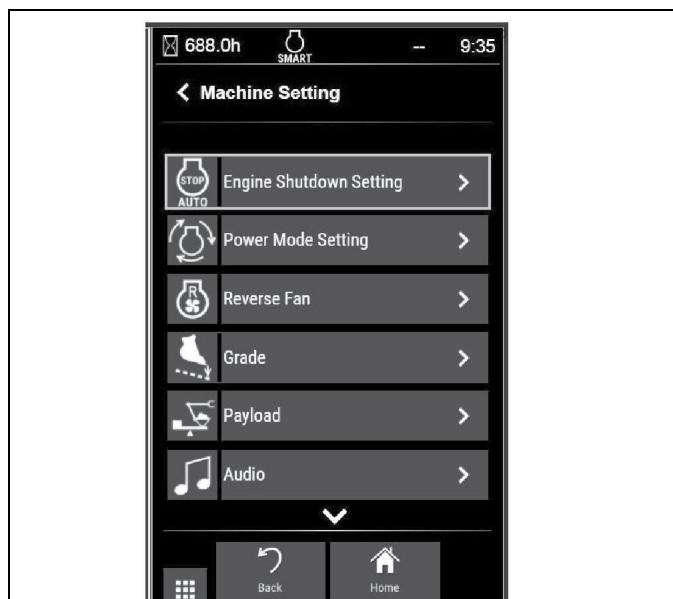 688.0h SMART -- 9:35
Machine Setting
STOP AUTO Engine Shutdown Setting
Power Mode Setting
R Reverse Fan
Grade
Payload
Audio
Back Home